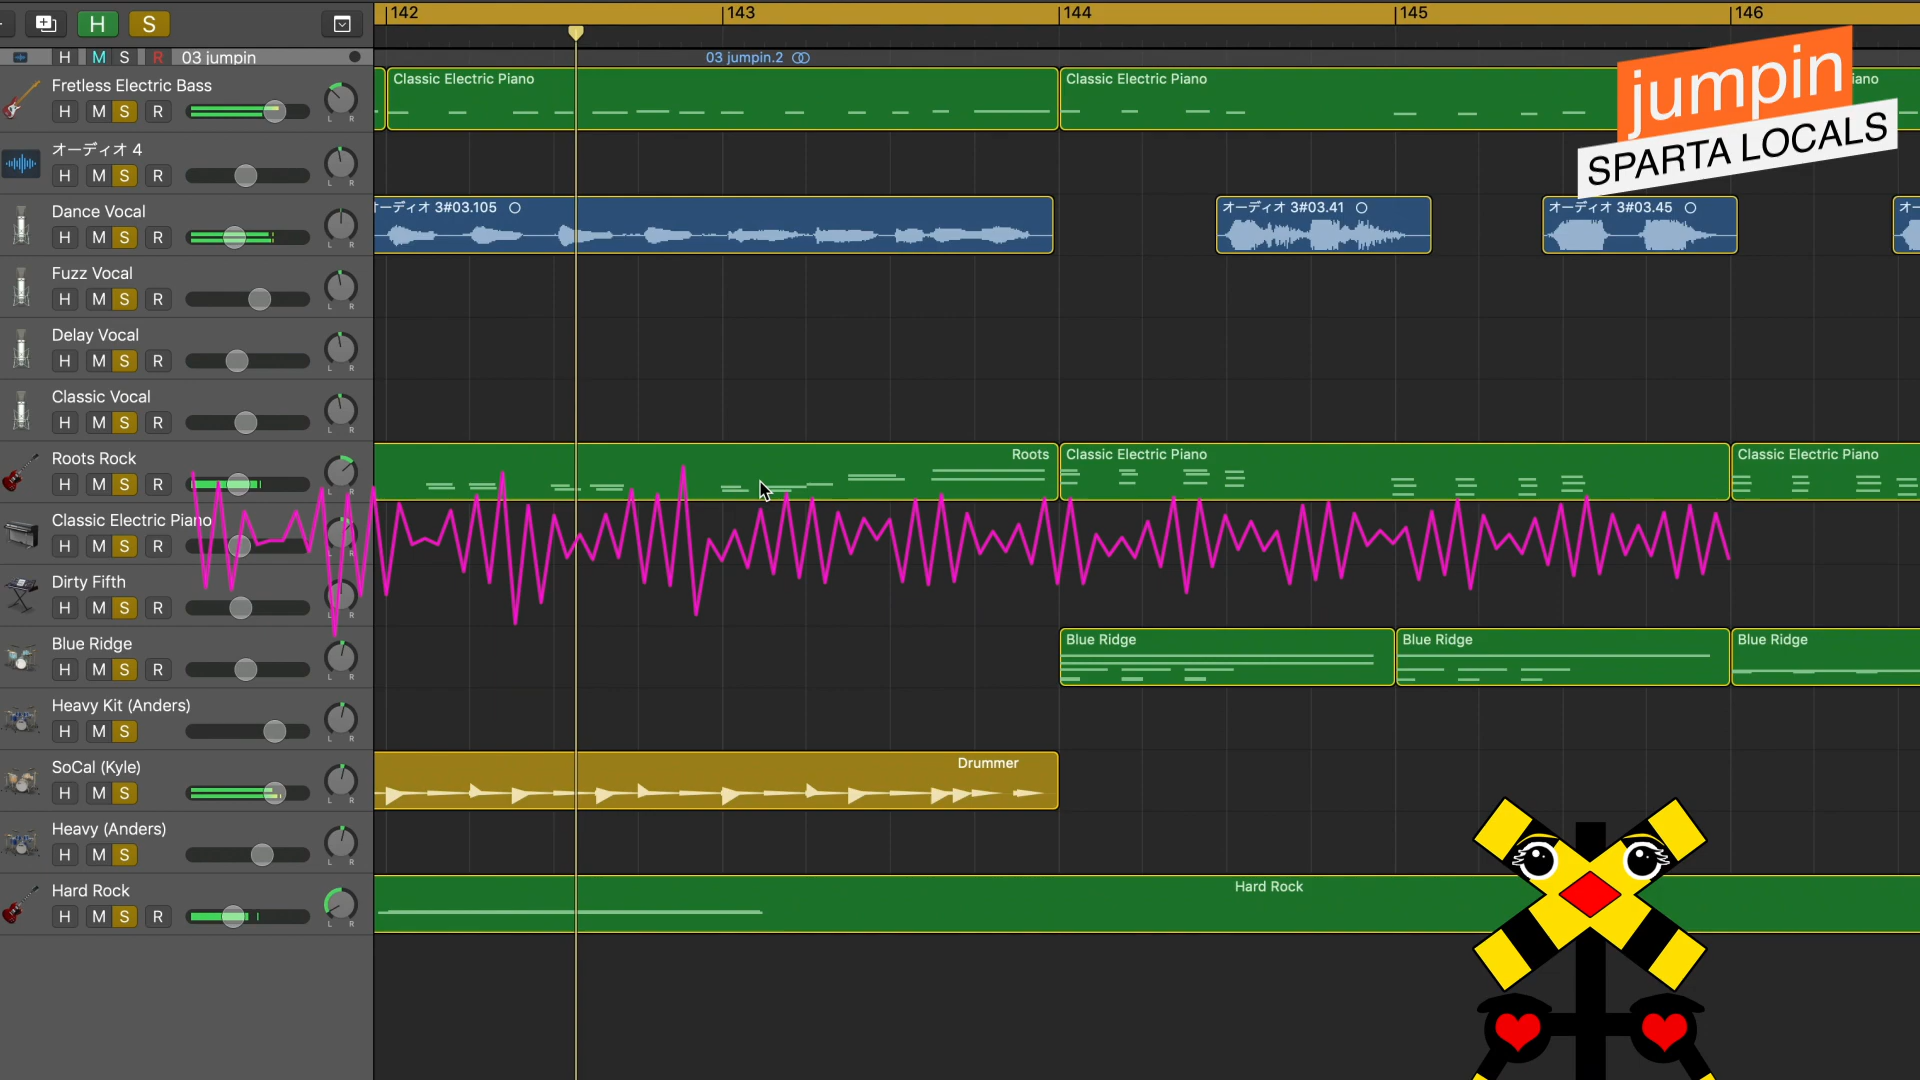 142 143 144 145 146
H S
H M S R 03 jumpin
03 jumpin.2
Fretless Electric Bass
H M S R
L R
Classic Electric Piano
Classic Electric Piano
iano
jumpin
SPARTA LOCALS
オーディオ 4
H M S R
L R
Dance Vocal
H M S R
L R
オーディオ 3#03.105
オーディオ 3#03.41
オーディオ 3#03.45
オー
Fuzz Vocal
H M S R
L R
Delay Vocal
H M S R
L R
Classic Vocal
H M S R
L R
Roots Rock
H M S R
Roots
Classic Electric Piano
Classic Electric Piano
Classic Electric Piano
H M S R
R
Dirty Fifth
H M S R
R
Blue Ridge
H M S R
L R
Blue Ridge
Blue Ridge
Blue Ridge
Heavy Kit (Anders)
H M S
L R
SoCal (Kyle)
H M S
L R
Drummer
Heavy (Anders)
H M S
L R
Hard Rock
H M S R
L R
Hard Rock